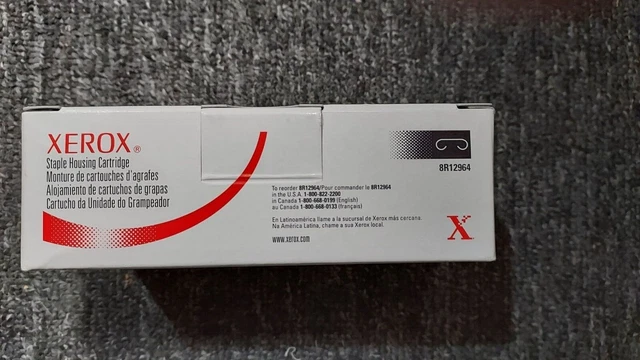 XEROX®
Staple Housing Cartridge
Monture de cartouches d'agrafes
Alojamiento de cartuchos de grapas
Cartucho da Unidade do Grampeador
8R12964
To reorder 8R12964/Pour commander le 8R12964
in the U.S.A. 1-800-822-2200
in Canada 1-800-668-0199 (English)
au Canada 1-800-668-0133 (français)
En Latinoamérica llame a la sucursal de Xerox más cercana.
Na América Latina, chame a sua Xerox local.
www.xerox.com
X